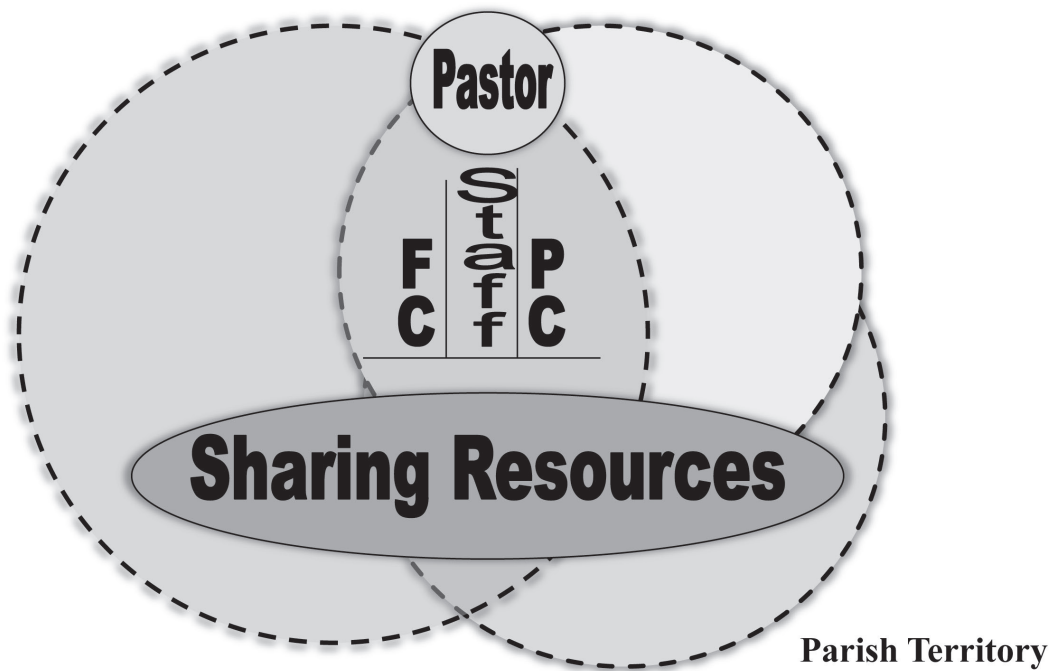 Pastor
Staff
F
C
P
C
Sharing Resources
Parish Territory